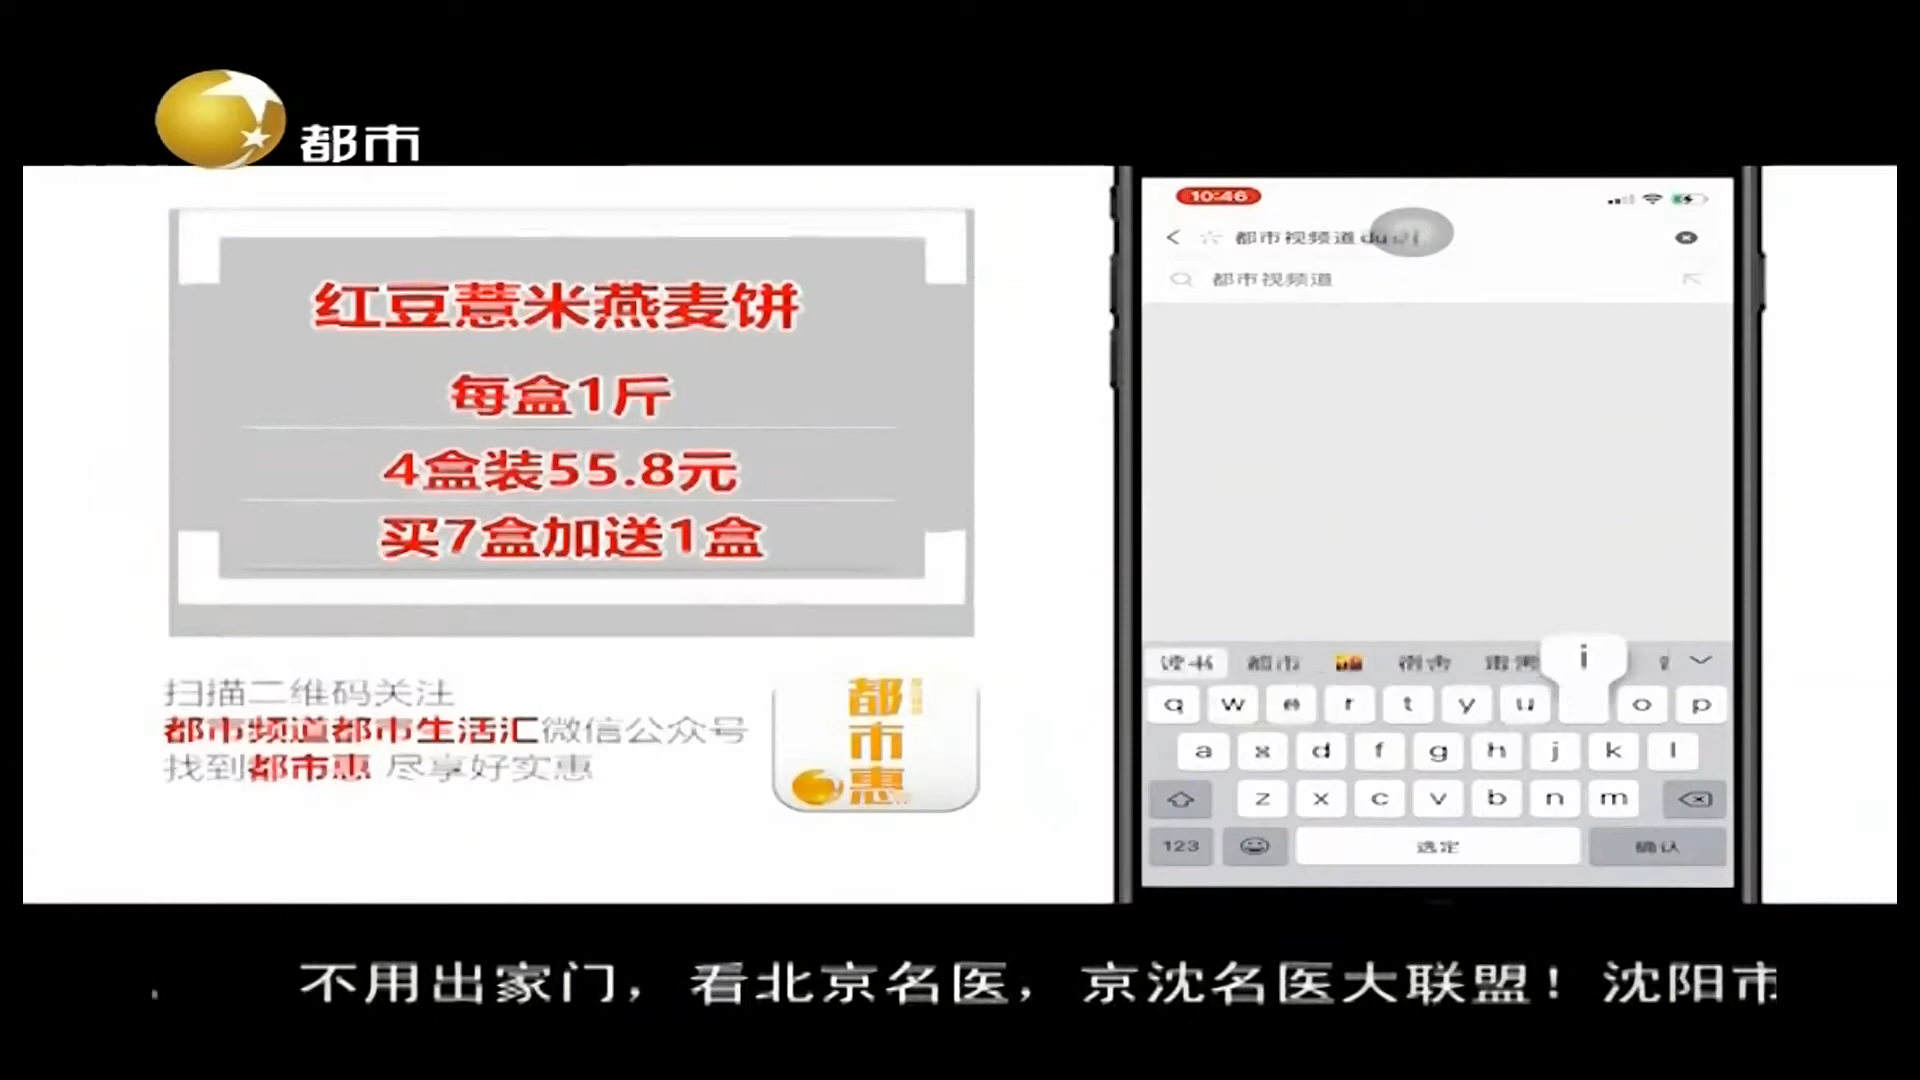 都市
红豆薏米燕麦饼
每盒1斤
4盒装55.8元
买7盒加送1盒
扫描二维码关注
都市频道都市生活汇微信公众号
找到都市惠 尽享好实惠
都市惠
10:46
都市视频道
都市视频道
读书 都市
i
q w e r t y u o p
a s d f g h j k l
z x c v b n m
123 选定 确认
不用出家门，看北京名医，京沈名医大联盟！沈阳市